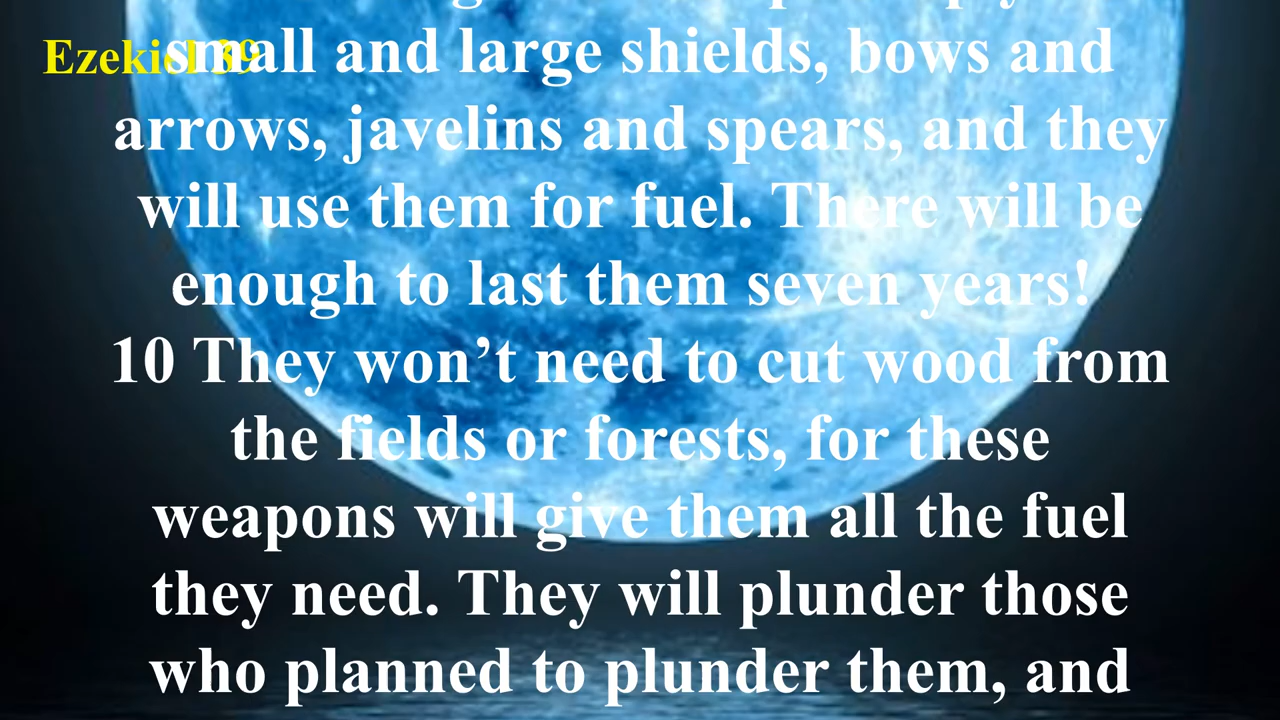 Ezekiel 39
small and large shields, bows and
arrows, javelins and spears, and they
will use them for fuel. There will be
enough to last them seven years!
10 They won’t need to cut wood from
the fields or forests, for these
weapons will give them all the fuel
they need. They will plunder those
who planned to plunder them, and